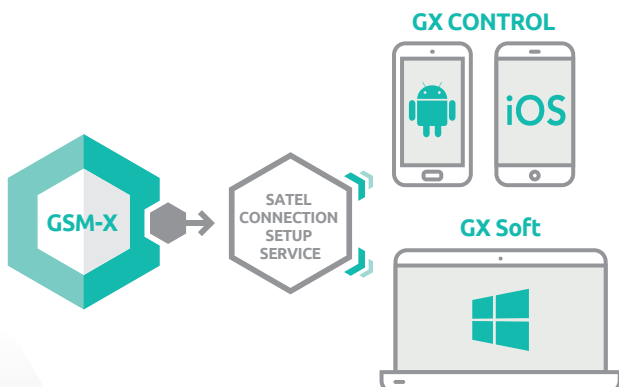 GX CONTROL
iOS
GSM-X
SATEL
CONNECTION
SETUP
SERVICE
GX Soft